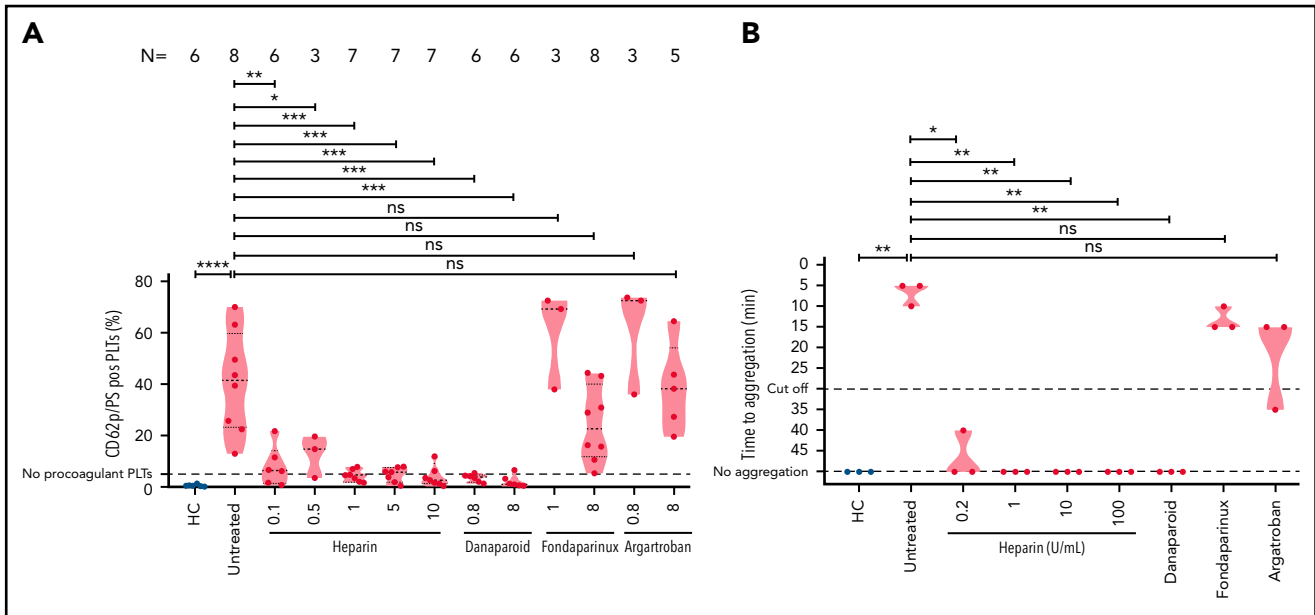 A
N= 6 8 6 3 7 7 7 6 6 3 8 3 5
**
*
***
***
***
***
***
ns
ns
ns
**** ns
CD62p/PS pos PLTs (%)
80
60
40
20
No procoagulant PLTs
0
HC Untreated 0.1 0.5 1 5 10 0.8 8 1 8 0.8 8
Heparin Danaparoid Fondaparinux Argartroban
B
*
**
**
**
**
ns
** ns
Time to aggregation (min)
0
5
10
15
20
25
Cut off
35
40
45
No aggregation
HC Untreated 0.2 1 10 100 Danaparoid Fondaparinux Argatroban
Heparin (U/mL)